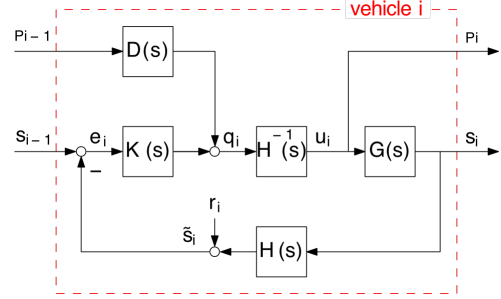 vehicle i
Pi−1
Pi
D(s)
si−1
ei
K(s)
qi
H⁻¹(s)
ui
G(s)
si
−
ri
s̃i
H(s)